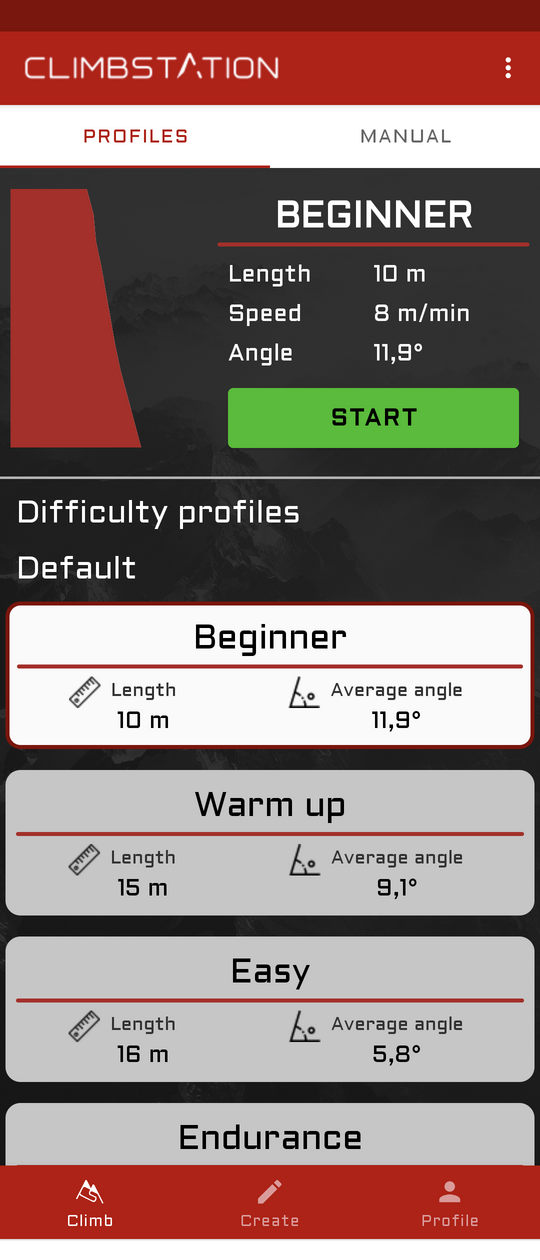 CLIMBSTATION
PROFILES MANUAL
BEGINNER
Length 10 m
Speed 8 m/min
Angle 11,9°
START
Difficulty profiles
Default
Beginner
Length Average angle
10 m 11,9°
Warm up
Length Average angle
15 m 9,1°
Easy
Length Average angle
16 m 5,8°
Endurance
Climb Create Profile